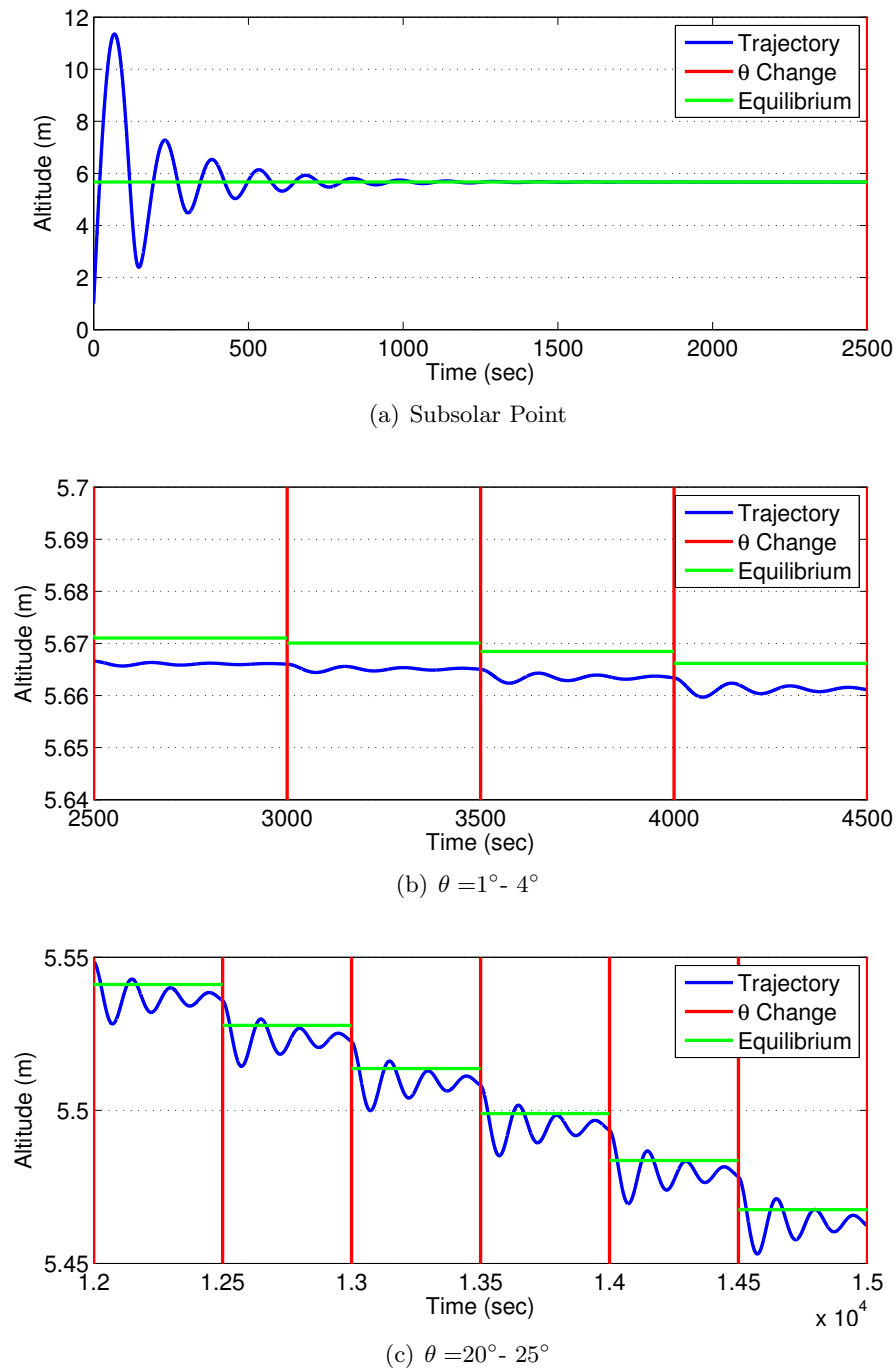 12
10
8
6
4
2
0
Altitude (m)
Trajectory
θ Change
Equilibrium
0 500 1000 1500 2000 2500
Time (sec)
(a) Subsolar Point
5.7
5.69
5.68
5.67
5.66
5.65
5.64
Altitude (m)
Trajectory
θ Change
Equilibrium
2500 3000 3500 4000 4500
Time (sec)
(b) θ =1°- 4°
5.55
5.5
5.45
Altitude (m)
Trajectory
θ Change
Equilibrium
1.2 1.25 1.3 1.35 1.4 1.45 1.5
Time (sec)
x 10⁴
(c) θ =20°- 25°